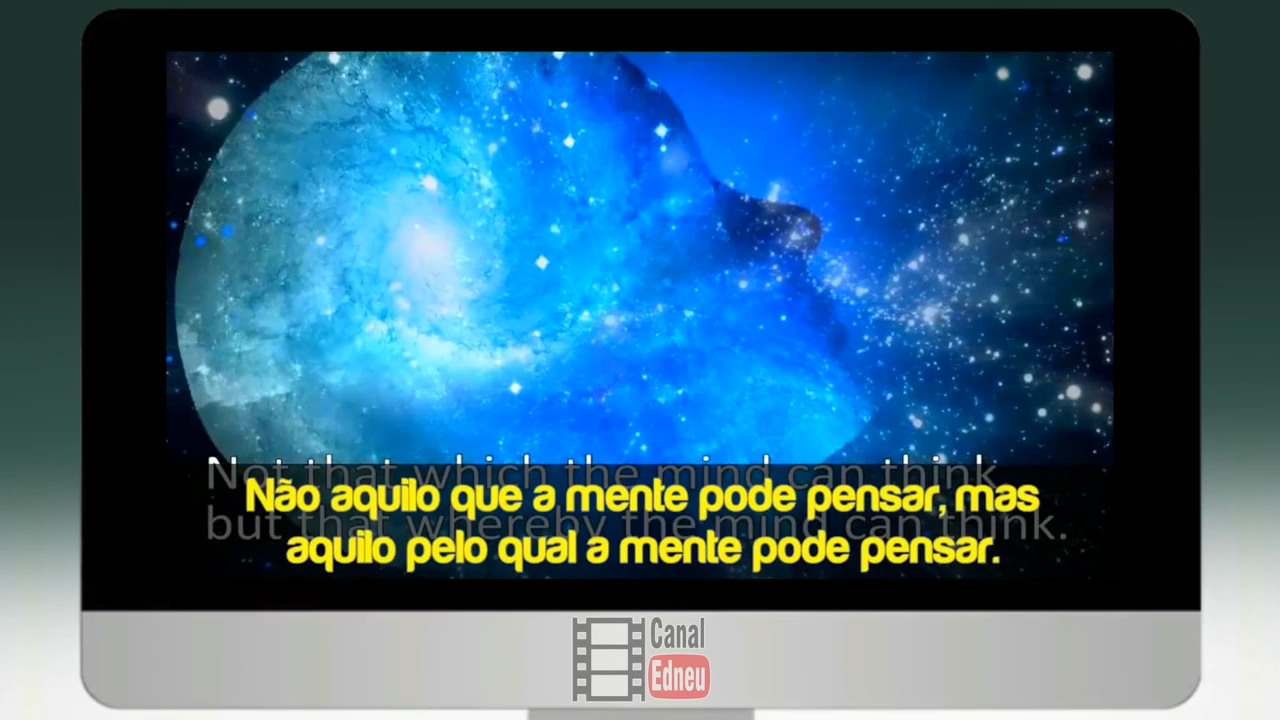 Not that which the mind can think
Não aquilo que a mente pode pensar, mas
but that whereby the mind can think.
aquilo pelo qual a mente pode pensar.
Canal
Edneu